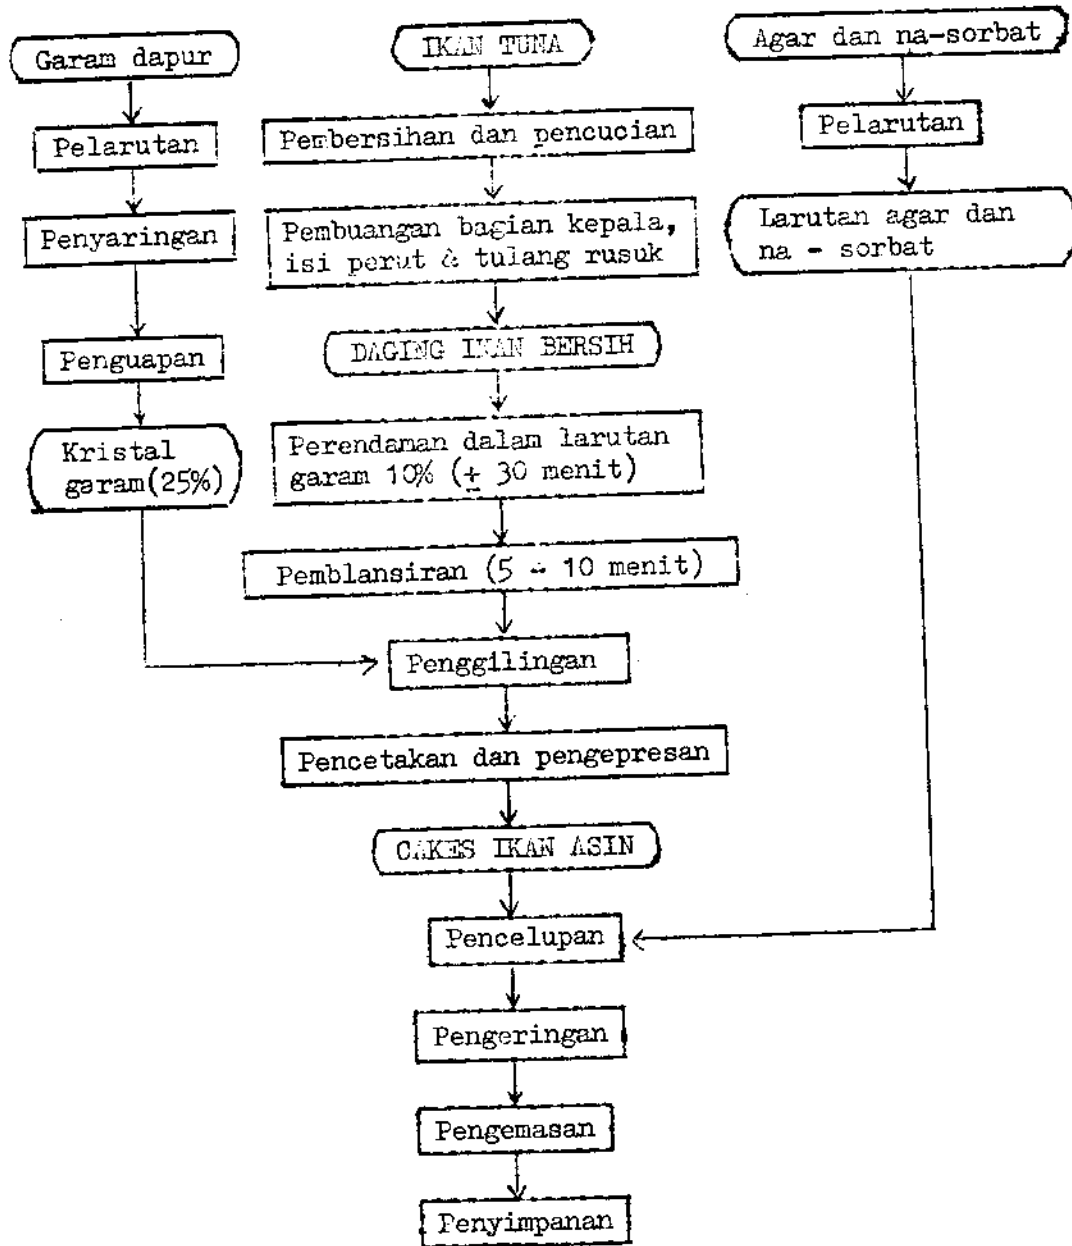 Garam dapur
Pelarutan
Penyaringan
Penguapan
Kristal
garam(25%)
IKAN TUNA
Pembersihan dan pencucian
Pembuangan bagian kepala,
isi perut & tulang rusuk
DAGING IKAN BERSIH
Perendaman dalam larutan
garam 10% (± 30 menit)
Pemblansiran (5 - 10 menit)
Penggilingan
Pencetakan dan pengepresan
CAKES IKAN ASIN
Agar dan na-sorbat
Pelarutan
Larutan agar dan
na - sorbat
Pencelupan
Pengeringan
Pengemasan
Penyimpanan